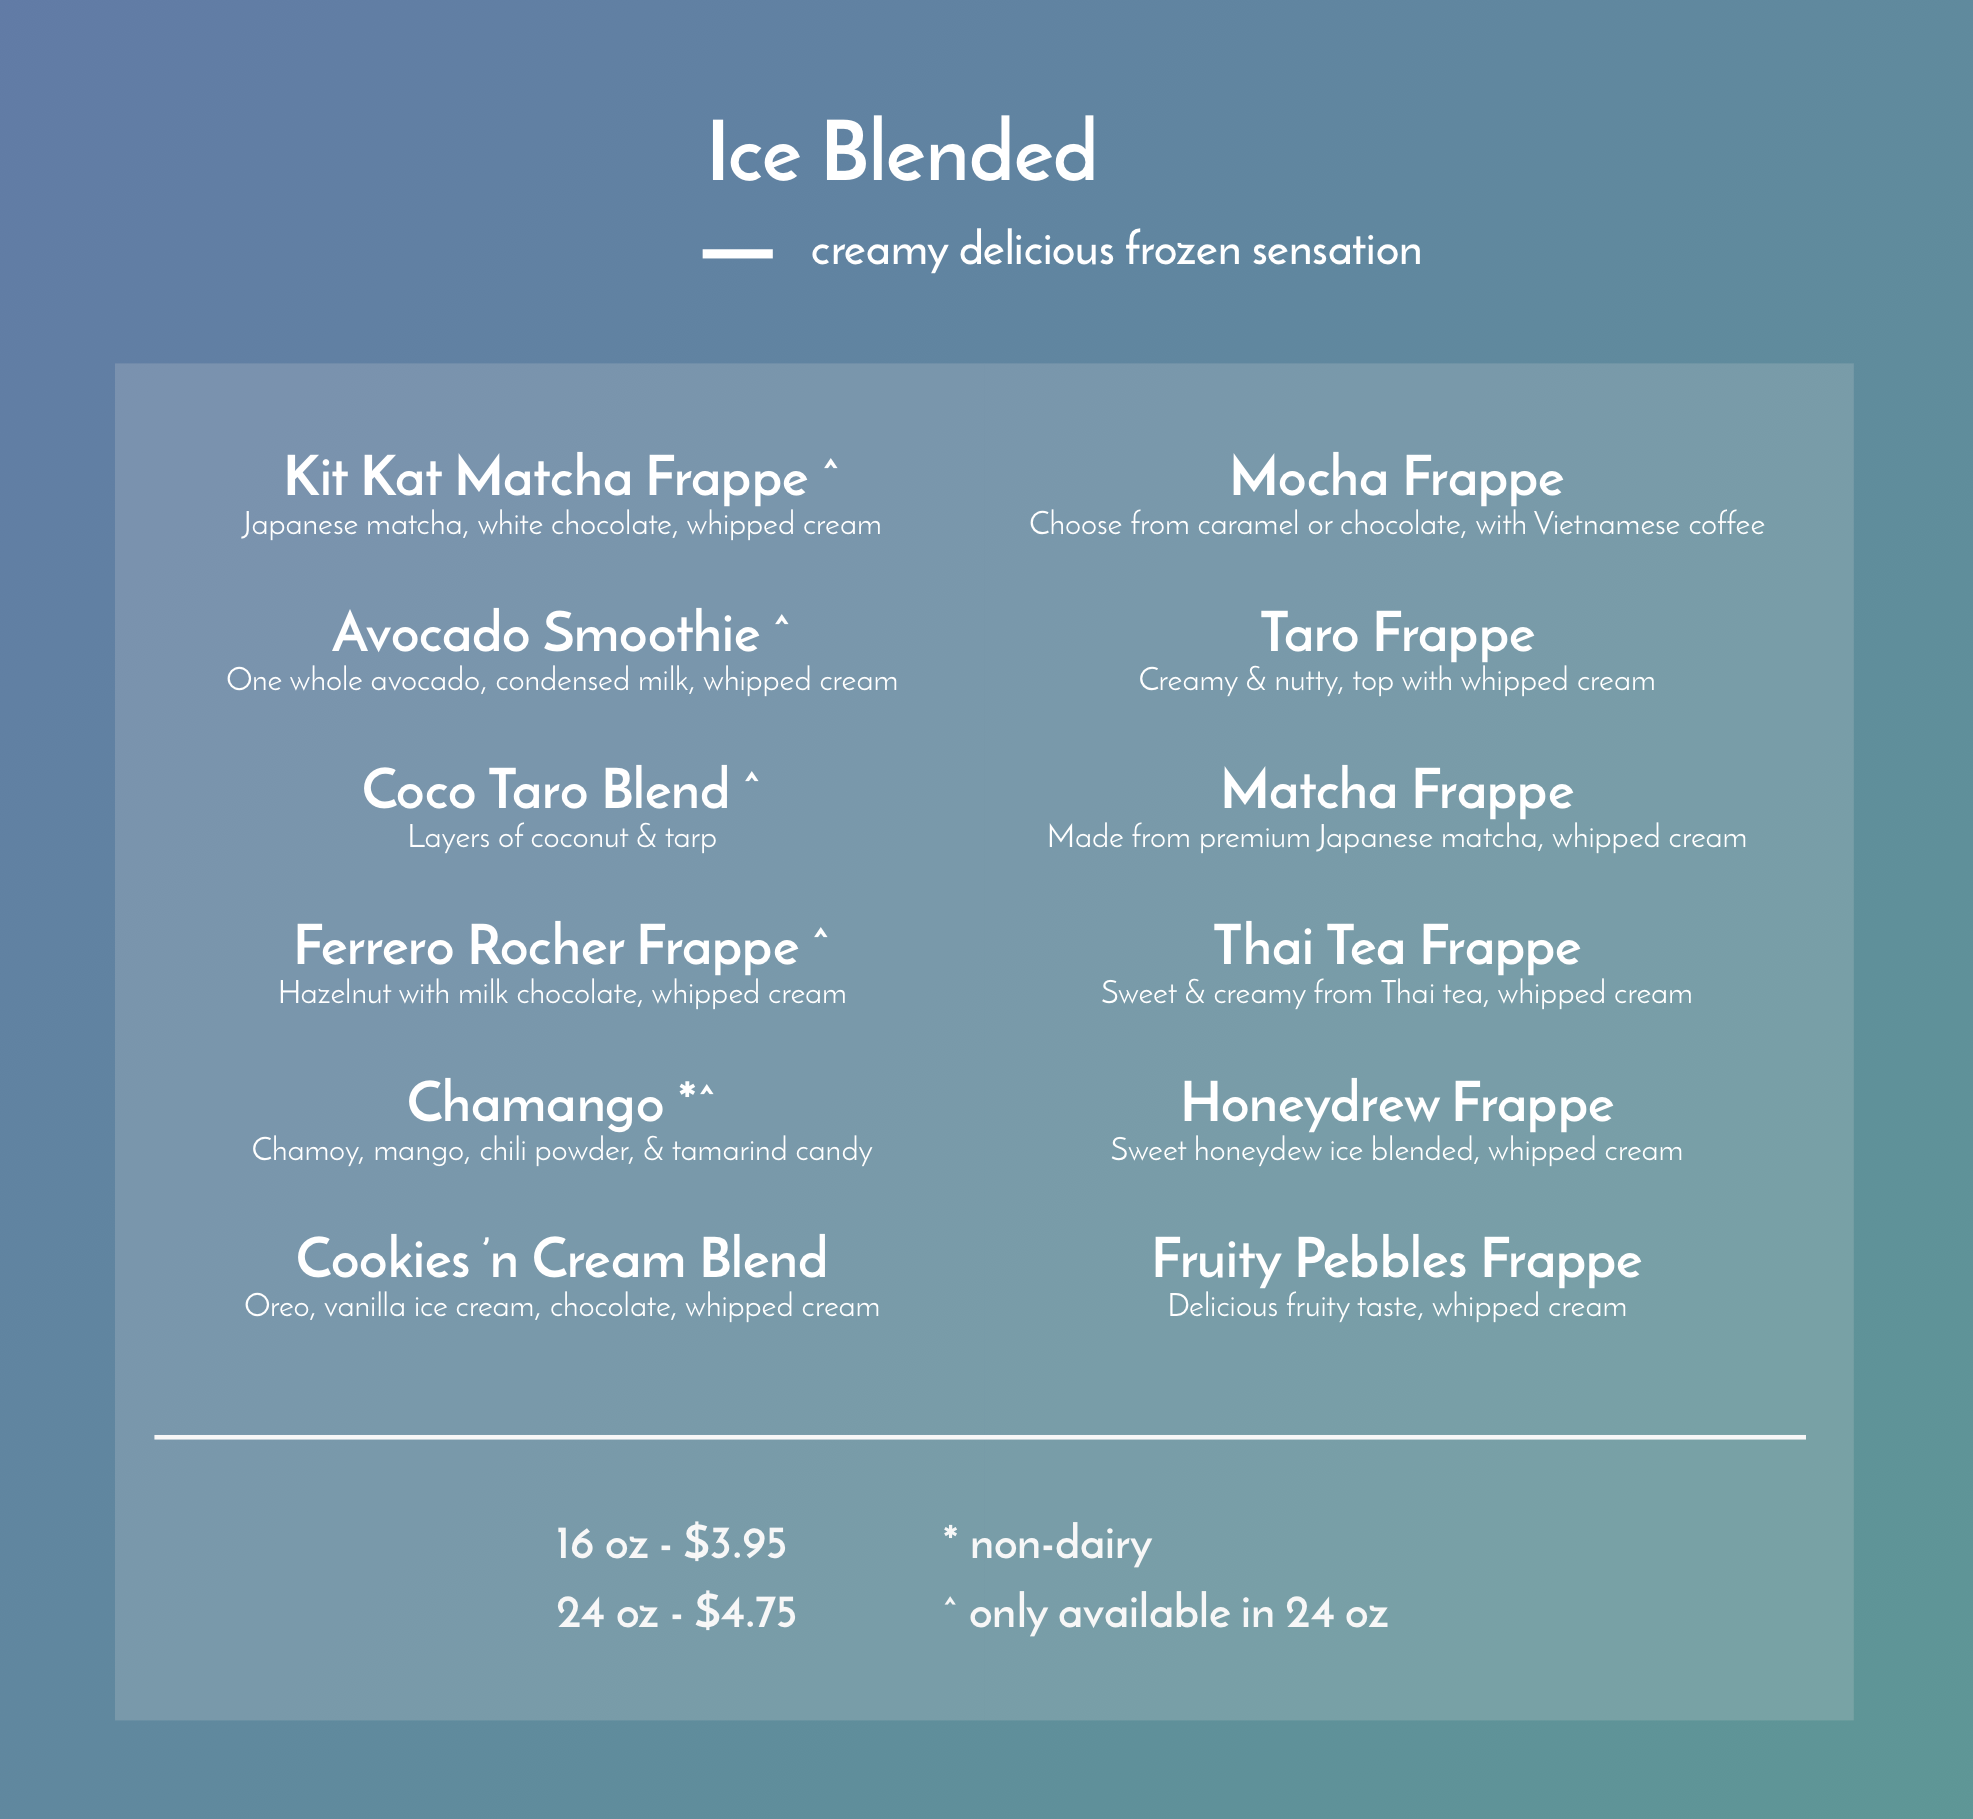 Ice Blended
creamy delicious frozen sensation
Kit Kat Matcha Frappe ^
Japanese matcha, white chocolate, whipped cream
Avocado Smoothie ^
One whole avocado, condensed milk, whipped cream
Coco Taro Blend ^
Layers of coconut & tarp
Ferrero Rocher Frappe ^
Hazelnut with milk chocolate, whipped cream
Chamango *^
Chamoy, mango, chili powder, & tamarind candy
Cookies 'n Cream Blend
Oreo, vanilla ice cream, chocolate, whipped cream
Mocha Frappe
Choose from caramel or chocolate, with Vietnamese coffee
Taro Frappe
Creamy & nutty, top with whipped cream
Matcha Frappe
Made from premium Japanese matcha, whipped cream
Thai Tea Frappe
Sweet & creamy from Thai tea, whipped cream
Honeydrew Frappe
Sweet honeydew ice blended, whipped cream
Fruity Pebbles Frappe
Delicious fruity taste, whipped cream
16 oz - $3.95
24 oz - $4.75
* non-dairy
^ only available in 24 oz